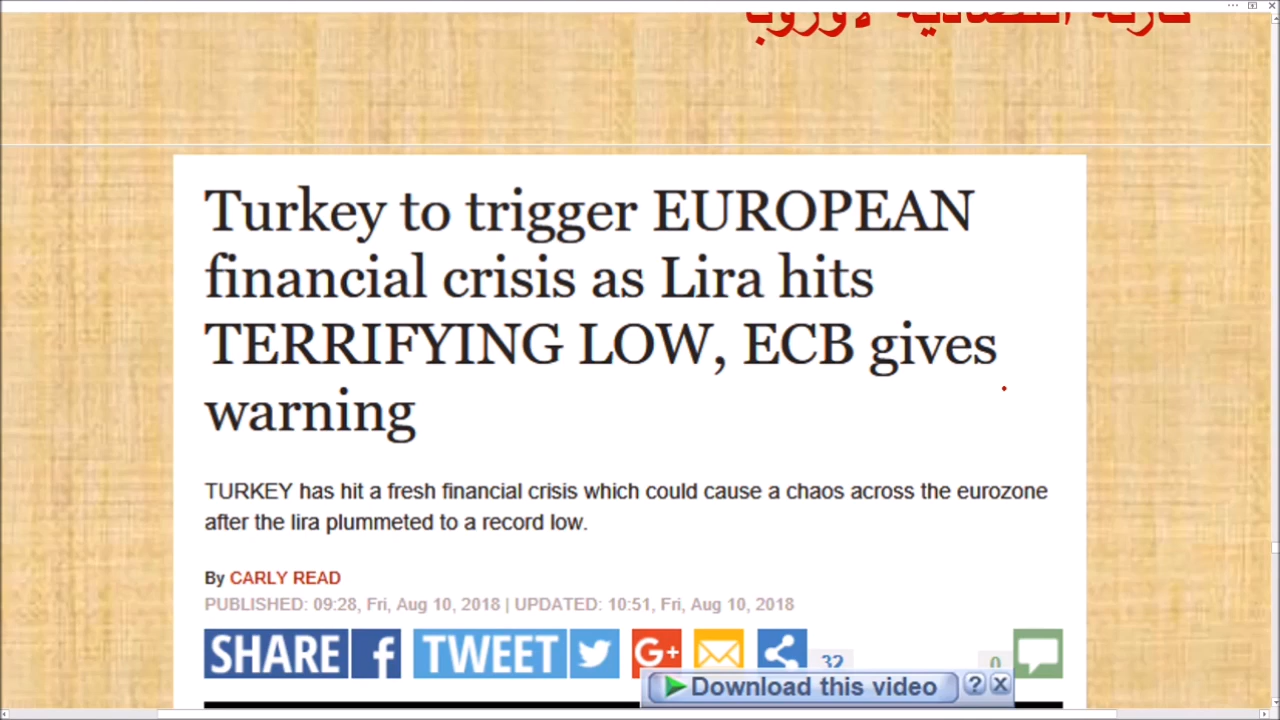 Turkey to trigger EUROPEAN
financial crisis as Lira hits
TERRIFYING LOW, ECB gives
warning
TURKEY has hit a fresh financial crisis which could cause a chaos across the eurozone
after the lira plummeted to a record low.
By CARLY READ
PUBLISHED: 09:28, Fri, Aug 10, 2018 | UPDATED: 10:51, Fri, Aug 10, 2018
SHARE f TWEET G+ 32 0
Download this video ? X